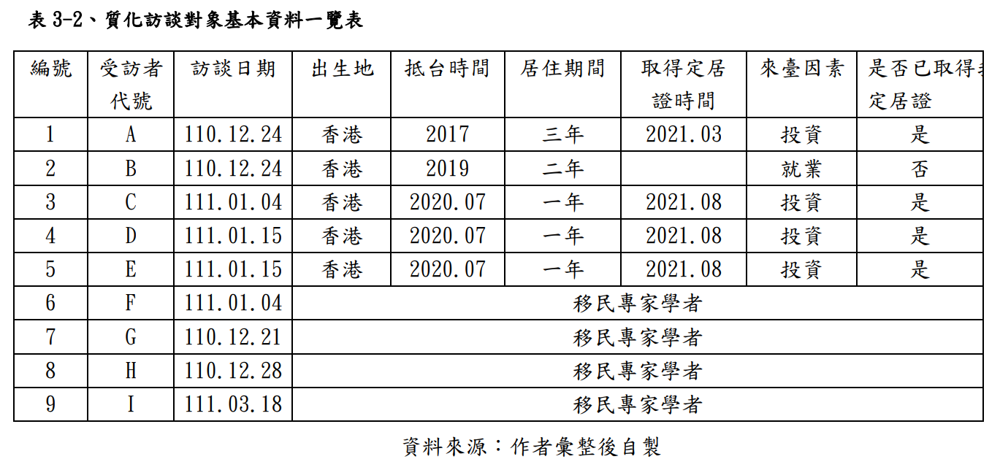 表 3-2、質化訪談對象基本資料一覽表
編號 受訪者 訪談日期 出生地 抵台時間 居住期間 取得定居 來臺因素 是否已取得
代號 證時間 定居證
1 A 110.12.24 香港 2017 三年 2021.03 投資 是
2 B 110.12.24 香港 2019 二年 就業 否
3 C 111.01.04 香港 2020.07 一年 2021.08 投資 是
4 D 111.01.15 香港 2020.07 一年 2021.08 投資 是
5 E 111.01.15 香港 2020.07 一年 2021.08 投資 是
6 F 111.01.04 移民專家學者
7 G 110.12.21 移民專家學者
8 H 110.12.28 移民專家學者
9 I 111.03.18 移民專家學者
資料來源：作者彙整後自製